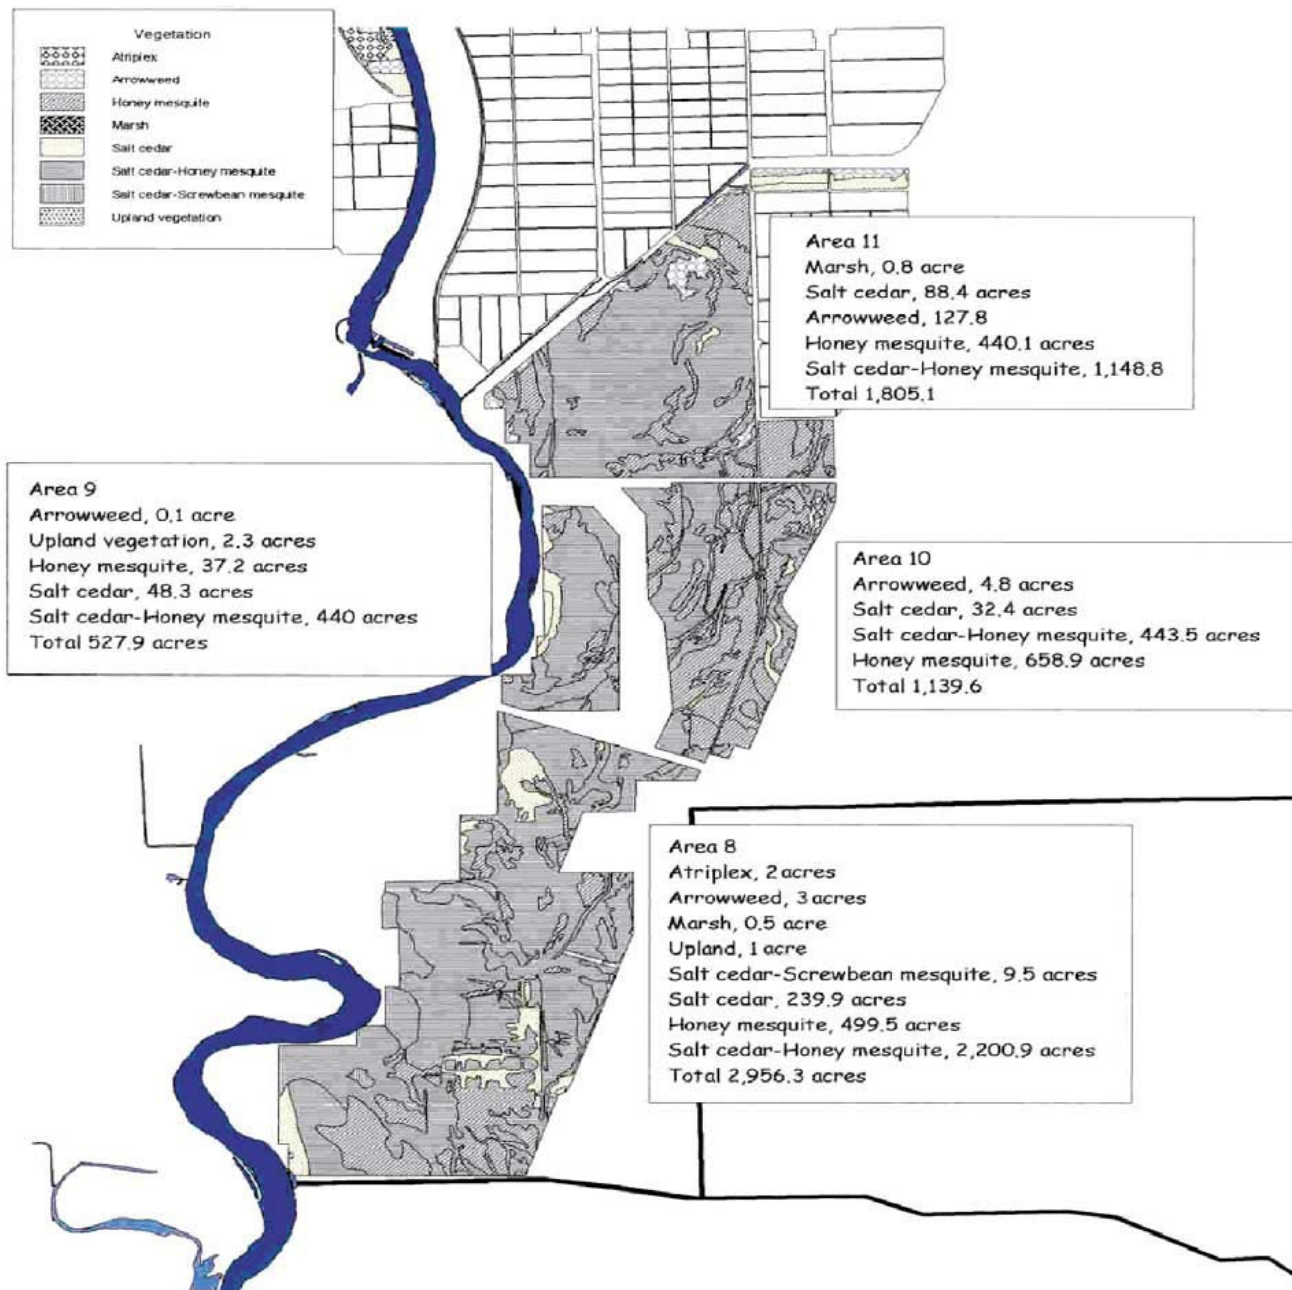 Vegetation
Atriplex
Arrowweed
Honey mesquite
Marsh
Salt cedar
Salt cedar-Honey mesquite
Salt cedar-Screwbean mesquite
Upland vegetation
Area 11
Marsh, 0.8 acre
Salt cedar, 88.4 acres
Arrowweed, 127.8
Honey mesquite, 440.1 acres
Salt cedar-Honey mesquite, 1,148.8
Total 1,805.1
Area 9
Arrowweed, 0.1 acre
Upland vegetation, 2.3 acres
Honey mesquite, 37.2 acres
Salt cedar, 48.3 acres
Salt cedar-Honey mesquite, 440 acres
Total 527.9 acres
Area 10
Arrowweed, 4.8 acres
Salt cedar, 32.4 acres
Salt cedar-Honey mesquite, 443.5 acres
Honey mesquite, 658.9 acres
Total 1,139.6
Area 8
Atriplex, 2 acres
Arrowweed, 3 acres
Marsh, 0.5 acre
Upland, 1 acre
Salt cedar-Screwbean mesquite, 9.5 acres
Salt cedar, 239.9 acres
Honey mesquite, 499.5 acres
Salt cedar-Honey mesquite, 2,200.9 acres
Total 2,956.3 acres